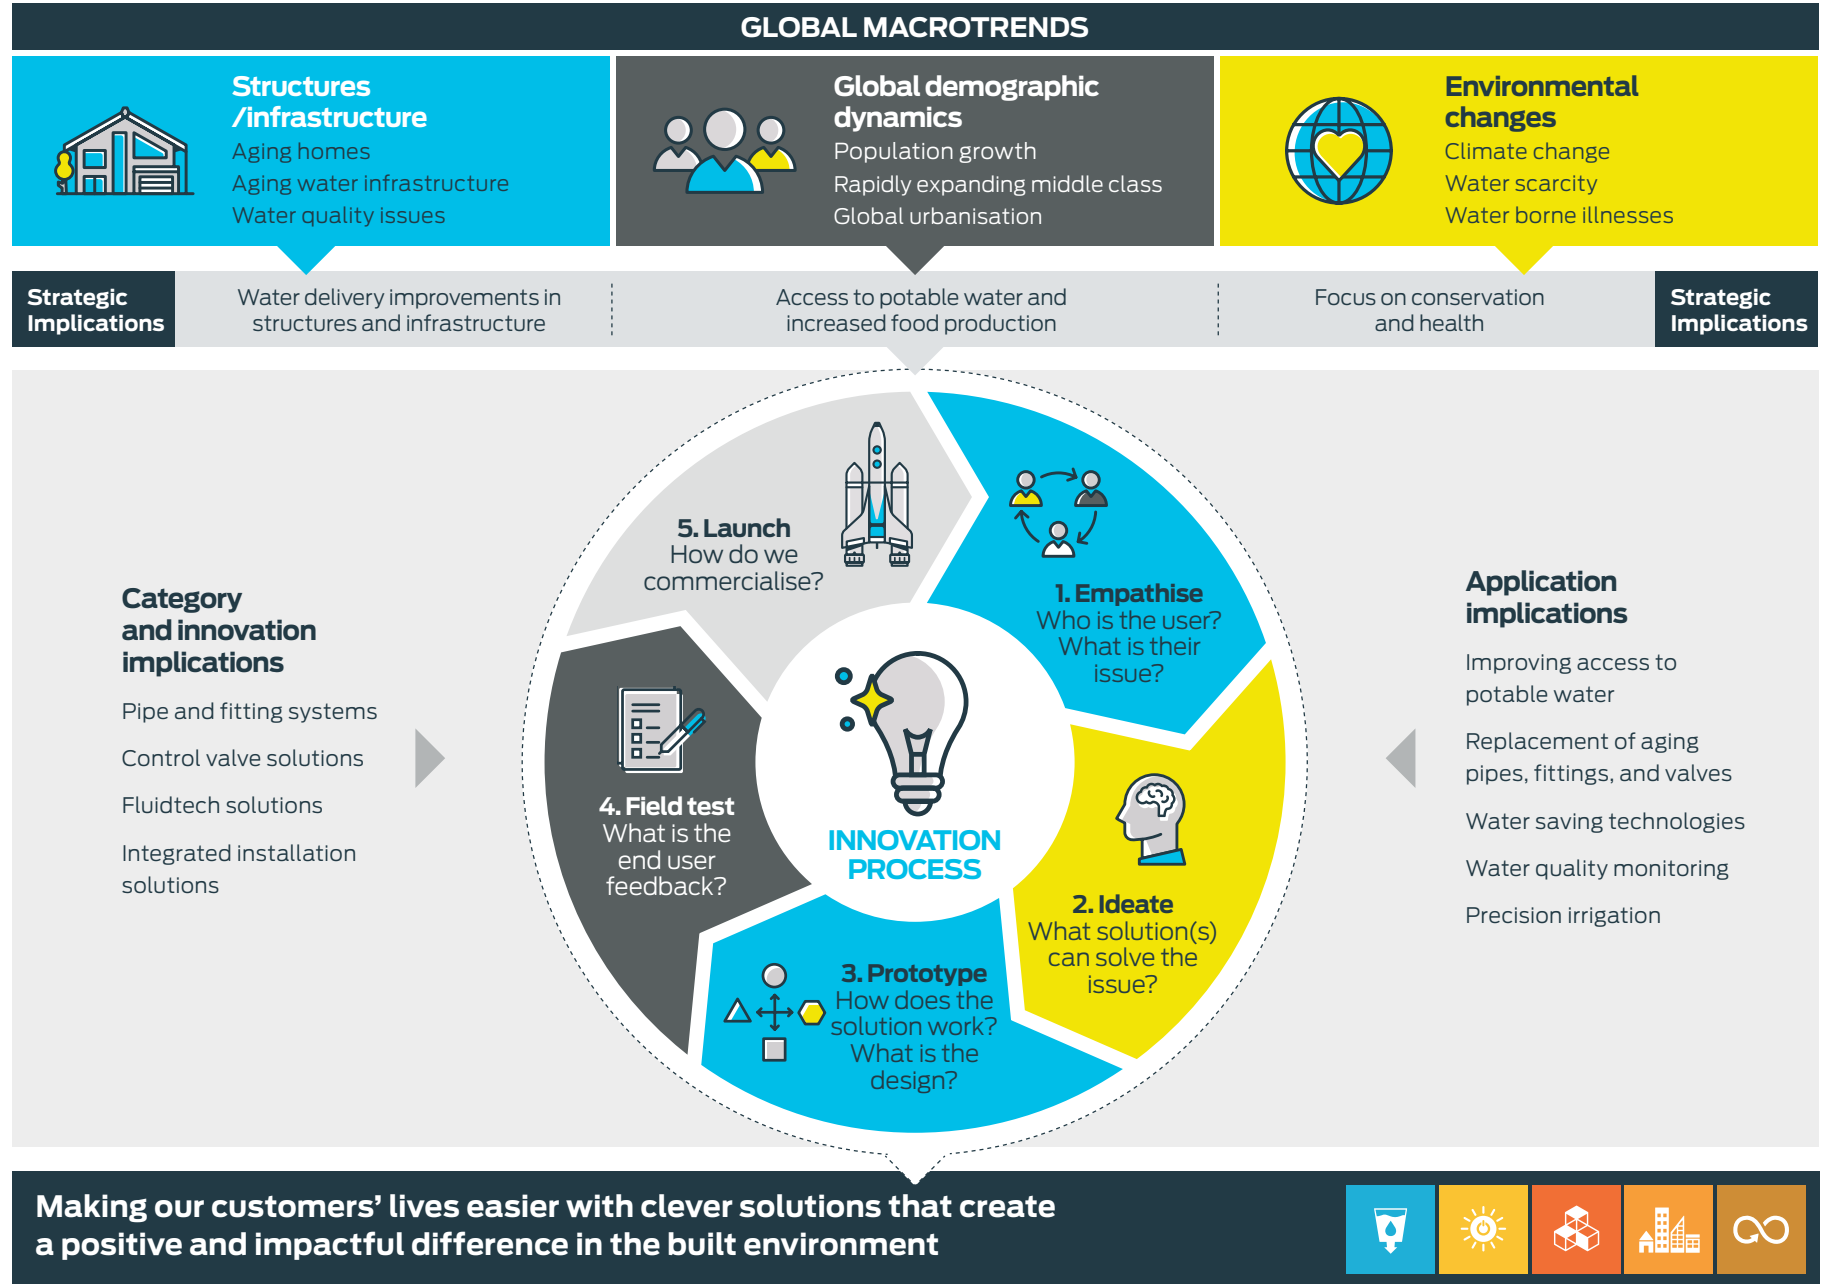 GLOBAL MACROTRENDS
Structures
/infrastructure
Aging homes
Aging water infrastructure
Water quality issues
Global demographic
dynamics
Population growth
Rapidly expanding middle class
Global urbanisation
Environmental
changes
Climate change
Water scarcity
Water borne illnesses
Strategic
Implications
Water delivery improvements in
structures and infrastructure
Access to potable water and
increased food production
Focus on conservation
and health
Strategic
Implications
Category
and innovation
implications
Pipe and fitting systems
Control valve solutions
Fluidtech solutions
Integrated installation
solutions
INNOVATION
PROCESS
1. Empathise
Who is the user?
What is their
issue?
2. Ideate
What solution(s)
can solve the
issue?
3. Prototype
How does the
solution work?
What is the
design?
4. Field test
What is the
end user
feedback?
5. Launch
How do we
commercialise?
Application
implications
Improving access to
potable water
Replacement of aging
pipes, fittings, and valves
Water saving technologies
Water quality monitoring
Precision irrigation
Making our customers’ lives easier with clever solutions that create
a positive and impactful difference in the built environment